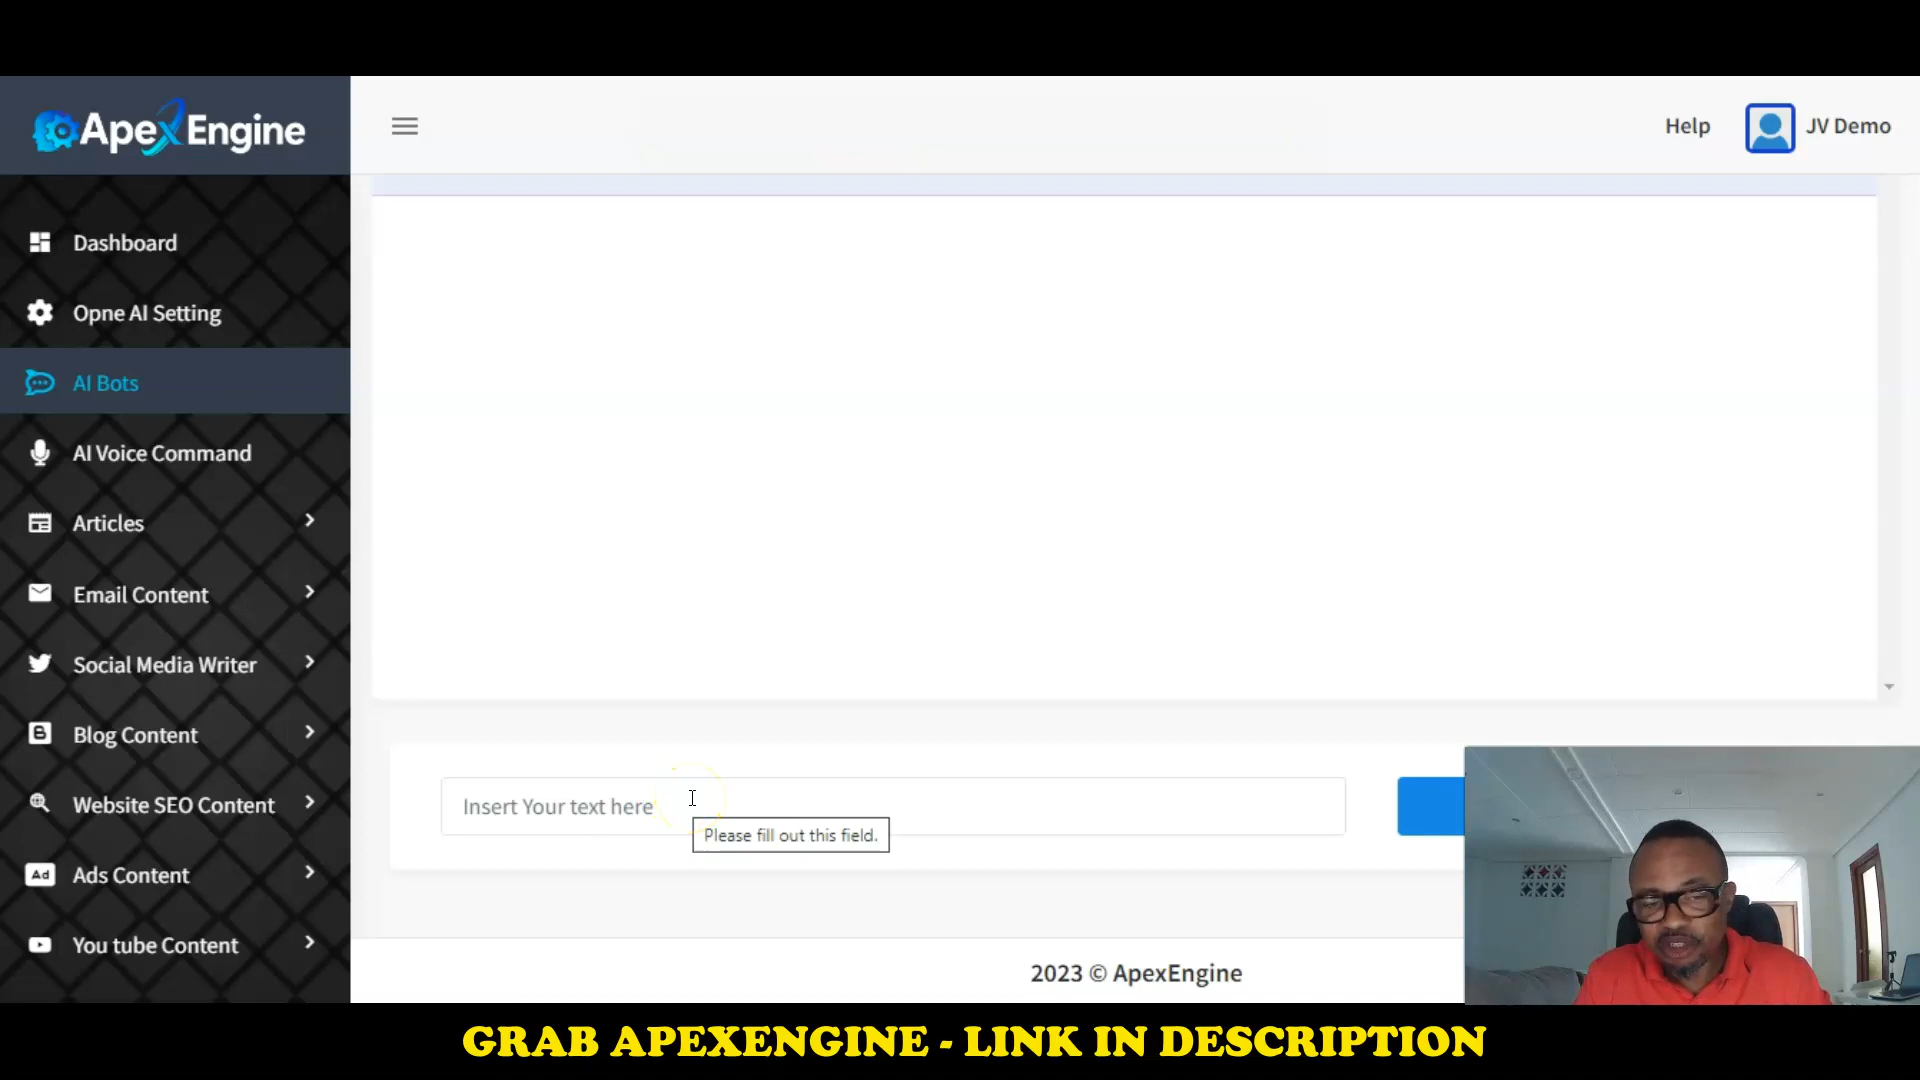 ApexEngine
Help
JV Demo
Dashboard
Opne AI Setting
AI Bots
AI Voice Command
Articles
Email Content
Social Media Writer
Blog Content
Website SEO Content
Ad
Ads Content
You tube Content
Insert Your text here
Please fill out this field.
2023 © ApexEngine
GRAB APEXENGINE - LINK IN DESCRIPTION